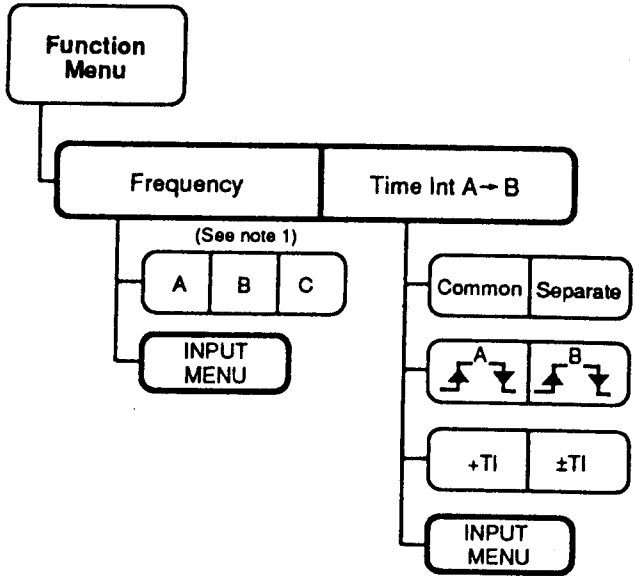 Function
Menu
Frequency
Time Int A→B
(See note 1)
A B C
INPUT
MENU
Common Separate
A B
+TI ±TI
INPUT
MENU